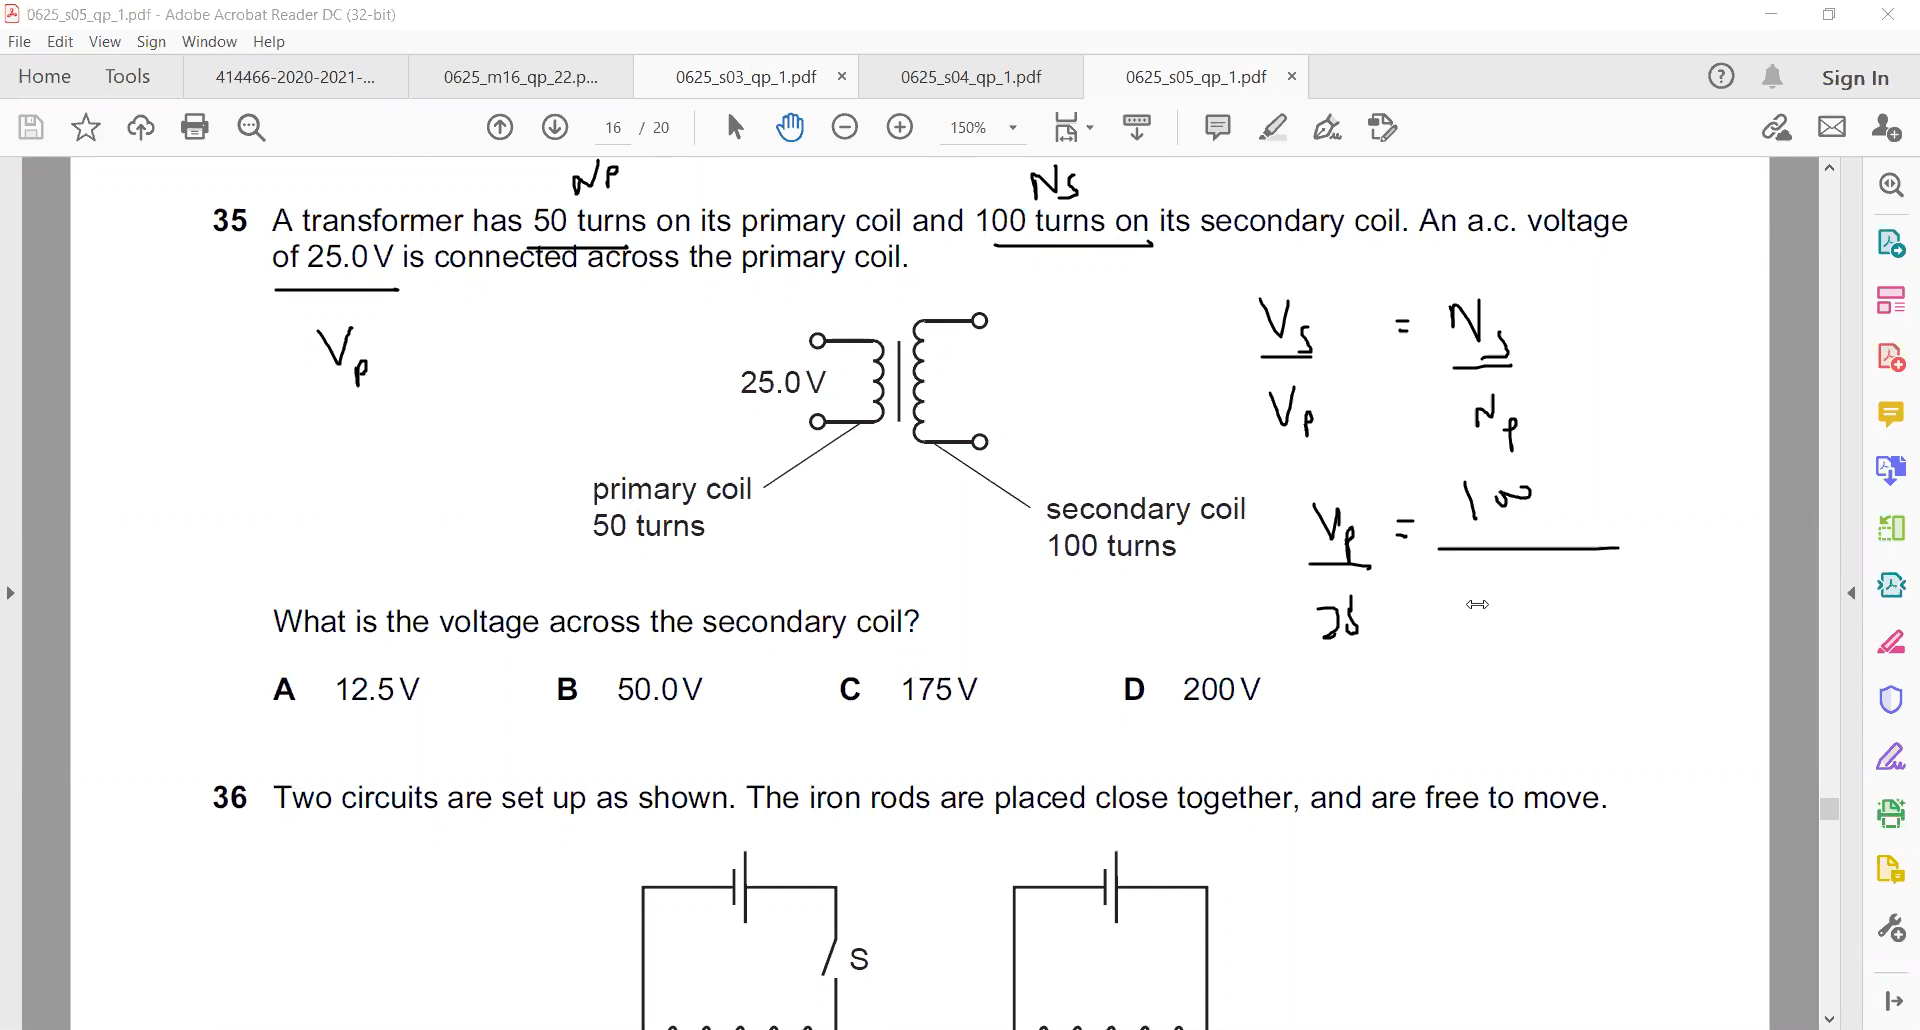 0625_s05_qp_1.pdf - Adobe Acrobat Reader DC (32-bit)
File Edit View Sign Window Help
Home Tools 414466-2020-2021-... 0625_m16_qp_22.p... 0625_s03_qp_1.pdf × 0625_s04_qp_1.pdf 0625_s05_qp_1.pdf × Sign In
16 / 20 150%
NP NS
35 A transformer has 50 turns on its primary coil and 100 turns on its secondary coil. An a.c. voltage
of 25.0 V is connected across the primary coil.
Vp
25.0 V
primary coil
50 turns
secondary coil
100 turns
Vs = Ns
Vp Np
Vp = 100
25
What is the voltage across the secondary coil?
A 12.5 V B 50.0 V C 175 V D 200 V
36 Two circuits are set up as shown. The iron rods are placed close together, and are free to move.
S